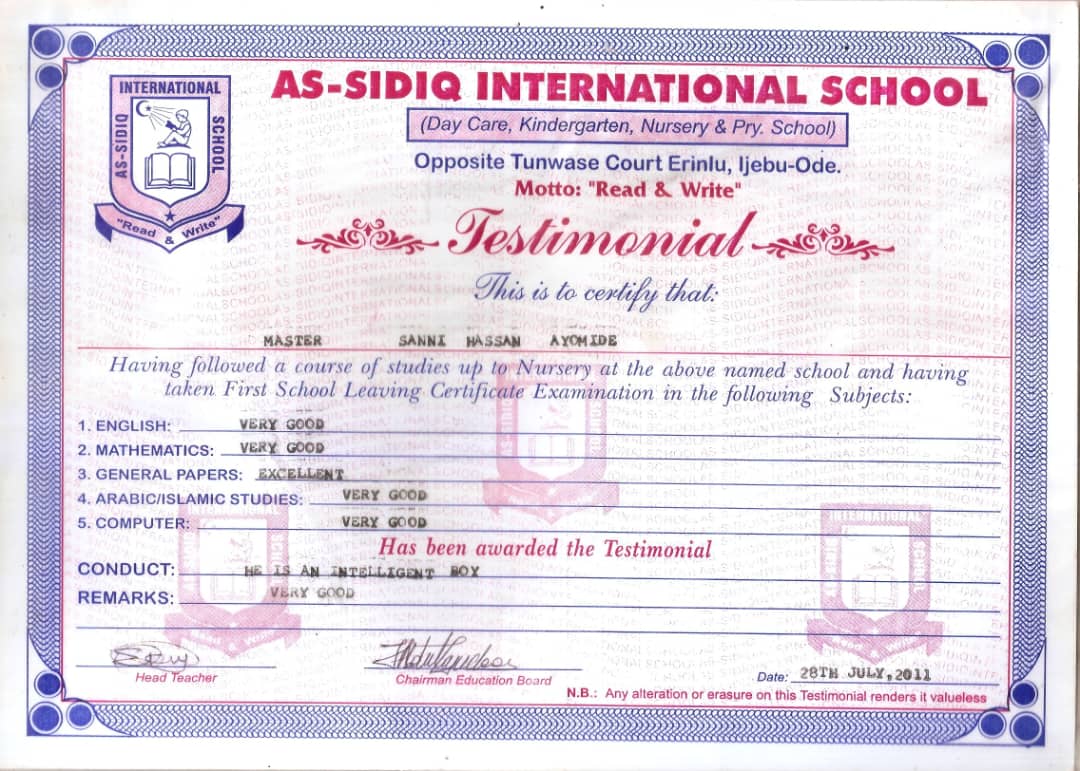 INTERNATIONAL
AS-SIDIQ
SCHOOL
"Read & Write"
AS-SIDIQ INTERNATIONAL SCHOOL
(Day Care, Kindergarten, Nursery & Pry. School)
Opposite Tunwase Court Erinlu, Ijebu-Ode.
Motto: "Read & Write"
Testimonial
This is to certify that:
MASTER SANNI HASSAN AYOMIDE
Having followed a course of studies up to Nursery at the above named school and having
taken First School Leaving Certificate Examination in the following Subjects:
1. ENGLISH: VERY GOOD
2. MATHEMATICS: VERY GOOD
3. GENERAL PAPERS: EXCELLENT
4. ARABIC/ISLAMIC STUDIES: VERY GOOD
5. COMPUTER: VERY GOOD
Has been awarded the Testimonial
CONDUCT: HE IS AN INTELLIGENT BOY
REMARKS: VERY GOOD
Head Teacher
Chairman Education Board
Date: 28TH JULY, 2011
N.B.: Any alteration or erasure on this Testimonial renders it valueless